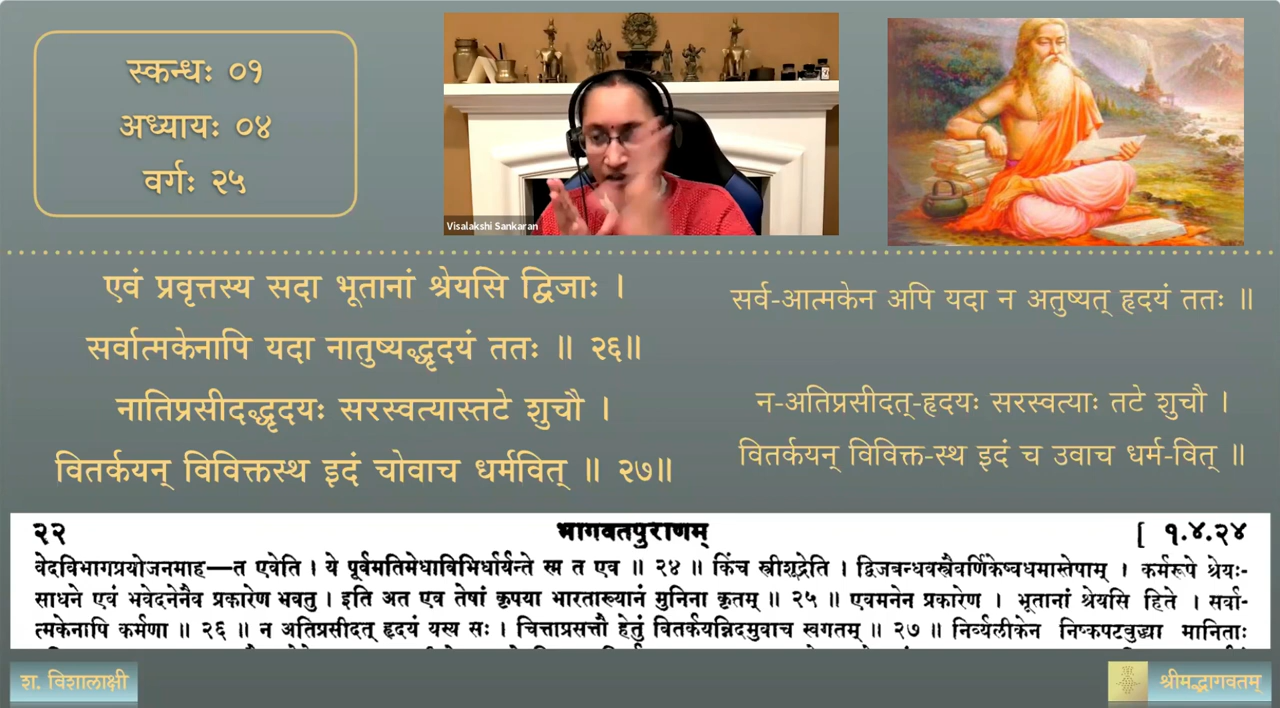 स्कन्धः ०१
अध्यायः ०४
वर्गः २५
Visalakshi Sankaran
एवं प्रवृत्तस्य सदा भूतानां श्रेयसि द्विजाः ।
सर्वात्मकेनापि यदा नातुष्यद्धृदयं ततः ॥ २६॥
नातिप्रसीदद्धृदयः सरस्वत्यास्तटे शुचौ ।
वितर्कयन् विविक्तस्थ इदं चोवाच धर्मवित् ॥ २७॥
सर्व-आत्मकेन अपि यदा न अतुष्यत् हृदयं ततः ॥
न-अतिप्रसीदत्-हृदयः सरस्वत्याः तटे शुचौ ।
वितर्कयन् विविक्त-स्थ इदं च उवाच धर्म-वित् ॥
२२ भागवतपुराणम् [ १.४.२४
वेदविभागप्रयोजनमाह—त एवेति । ये पूर्वमतिमेधाविभिर्धार्यन्ते स्म त एव ॥ २४ ॥ किंच स्त्रीशूद्रेति । द्विजबन्धवस्त्रैवर्णिकेष्वधमास्तेषाम् । कर्मरूपे श्रेयः-
साधने एवं भवेदनेनैव प्रकारेण भवतु । इति अत एव तेषां कृपया भारताख्यानं मुनिना कृतम् ॥ २५ ॥ एवमनेन प्रकारेण । भूतानां श्रेयसि हिते । सर्वा-
त्मकेनापि कर्मणा ॥ २६ ॥ न अतिप्रसीदत् हृदयं यस्य सः । चित्ताप्रसत्तौ हेतुं वितर्कयन्निदमुवाच स्वगतम् ॥ २७ ॥ निर्व्यलीकेन निष्कपटबुद्ध्या मानिताः
श. विशालाक्षी
श्रीमद्भागवतम्